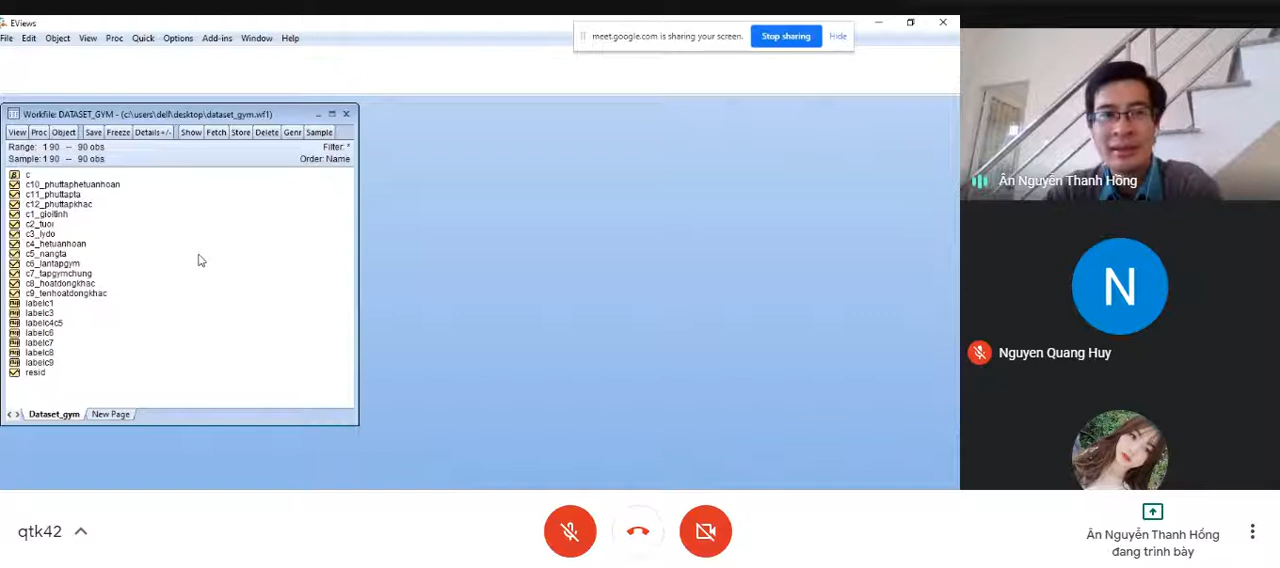 EViews
File Edit Object View Proc Quick Options Add-ins Window Help
meet.google.com is sharing your screen. Stop sharing Hide
Workfile: DATASET_GYM - (c:\users\dell\desktop\dataset_gym.wf1)
View Proc Object Save Freeze Details+/- Show Fetch Store Delete Genr Sample
Range: 1 90 -- 90 obs Filter: *
Sample: 1 90 -- 90 obs Order: Name
c
c10_phuttaphetuanhoan
c11_phuttapta
c12_phuttapkhac
c1_gioitinh
c2_tuoi
c3_lydo
c4_hetuanhoan
c5_nangta
c6_lantapgym
c7_tapgymchung
c8_hoatdongkhac
c9_tenhoatdongkhac
labelc1
labelc3
labelc4c5
labelc6
labelc7
labelc8
labelc9
resid
Dataset_gym New Page
Ân Nguyễn Thanh Hồng
N
Nguyen Quang Huy
qtk42
Ân Nguyễn Thanh Hồng
đang trình bày